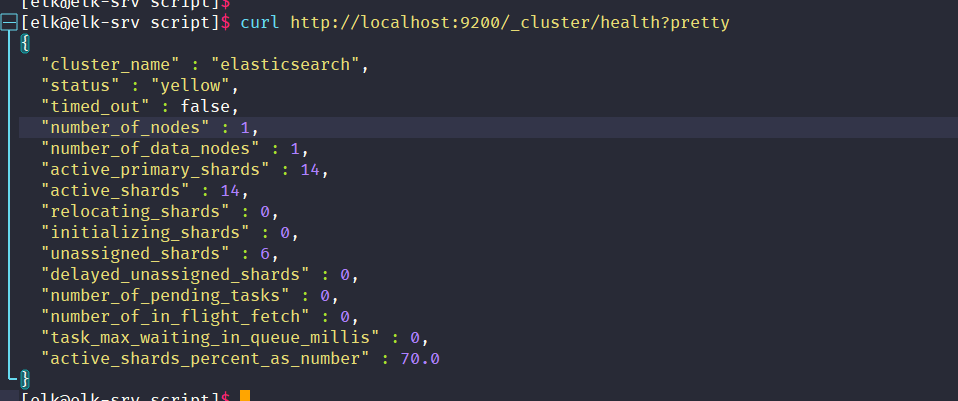 [elk@elk-srv script]$
[elk@elk-srv script]$ curl http://localhost:9200/_cluster/health?pretty
{
  "cluster_name" : "elasticsearch",
  "status" : "yellow",
  "timed_out" : false,
  "number_of_nodes" : 1,
  "number_of_data_nodes" : 1,
  "active_primary_shards" : 14,
  "active_shards" : 14,
  "relocating_shards" : 0,
  "initializing_shards" : 0,
  "unassigned_shards" : 6,
  "delayed_unassigned_shards" : 0,
  "number_of_pending_tasks" : 0,
  "number_of_in_flight_fetch" : 0,
  "task_max_waiting_in_queue_millis" : 0,
  "active_shards_percent_as_number" : 70.0
}
[elk@elk-srv script]$